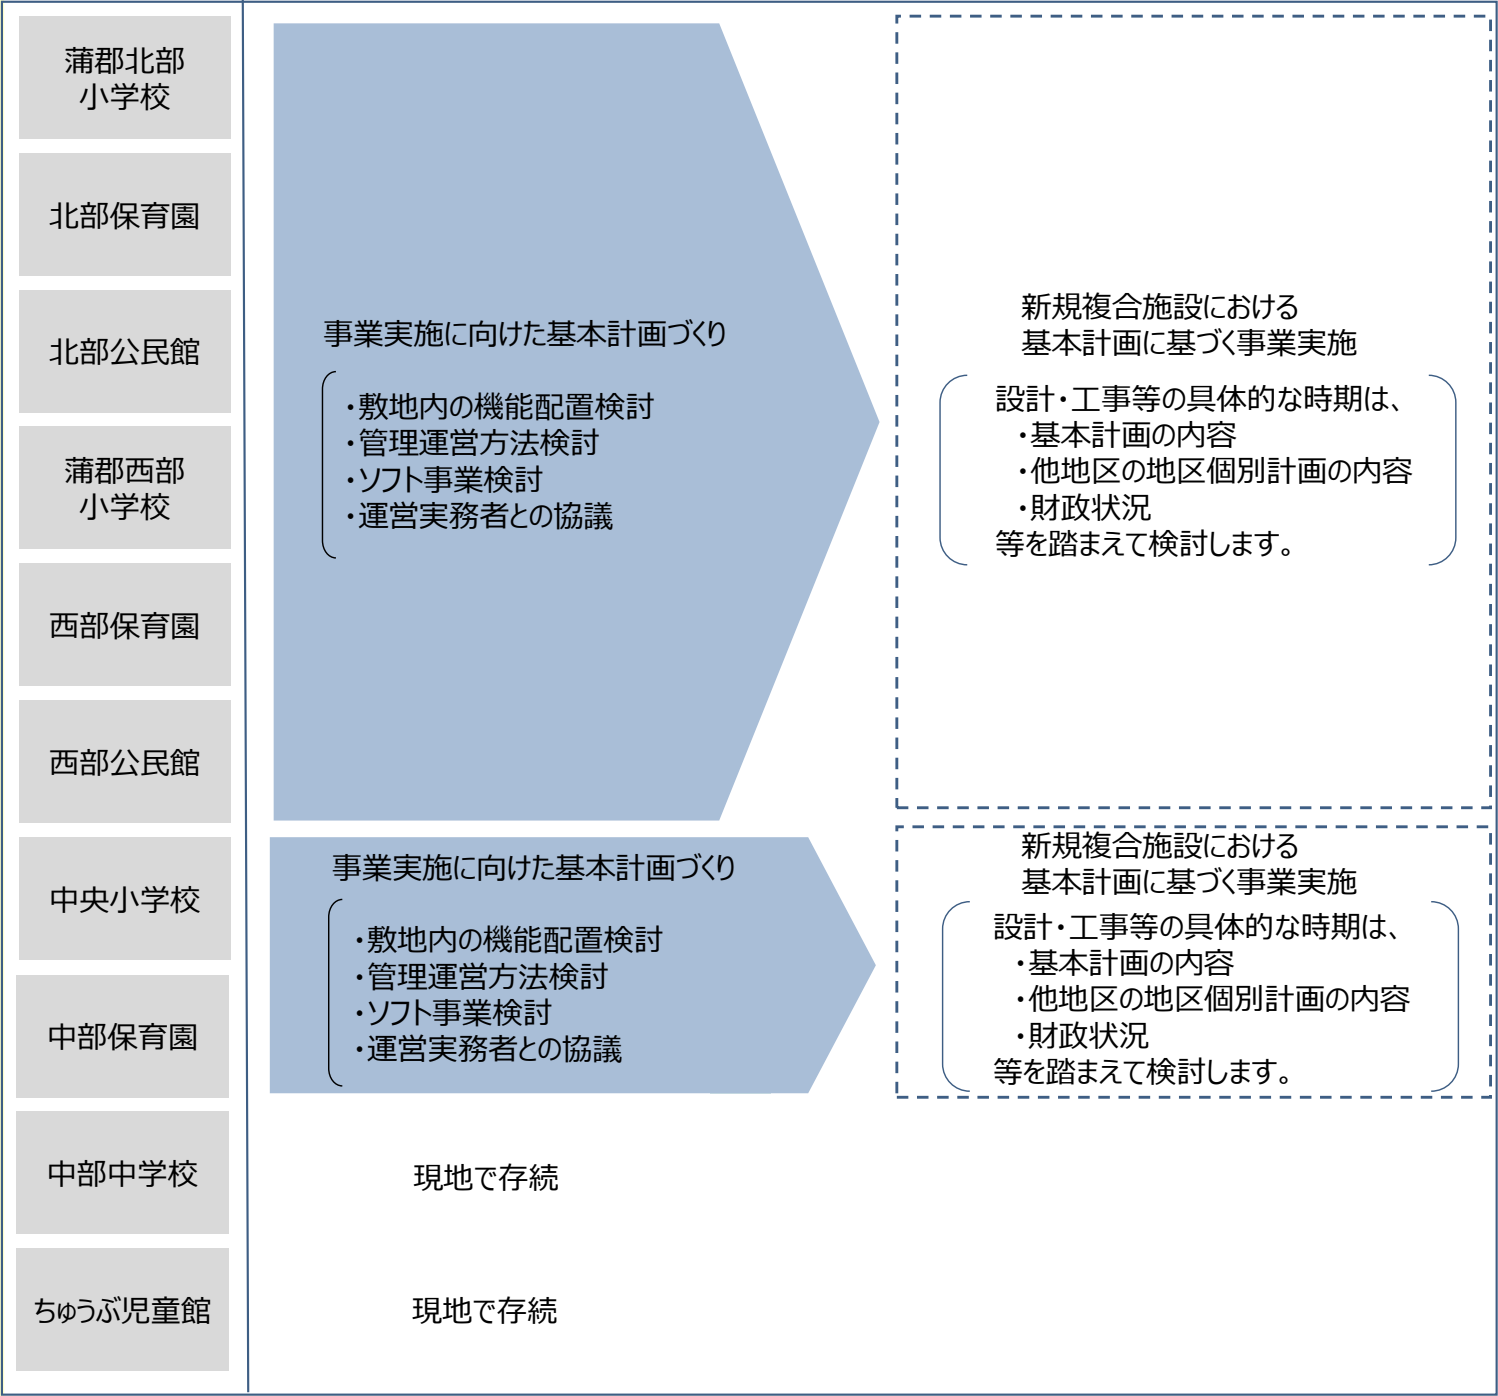 蒲郡北部
小学校
北部保育園
北部公民館
蒲郡西部
小学校
西部保育園
西部公民館
中央小学校
中部保育園
中部中学校
ちゅうぶ児童館
事業実施に向けた基本計画づくり
・敷地内の機能配置検討
・管理運営方法検討
・ソフト事業検討
・運営実務者との協議
新規複合施設における
基本計画に基づく事業実施
設計・工事等の具体的な時期は、
・基本計画の内容
・他地区の地区個別計画の内容
・財政状況
等を踏まえて検討します。
事業実施に向けた基本計画づくり
・敷地内の機能配置検討
・管理運営方法検討
・ソフト事業検討
・運営実務者との協議
新規複合施設における
基本計画に基づく事業実施
設計・工事等の具体的な時期は、
・基本計画の内容
・他地区の地区個別計画の内容
・財政状況
等を踏まえて検討します。
現地で存続
現地で存続